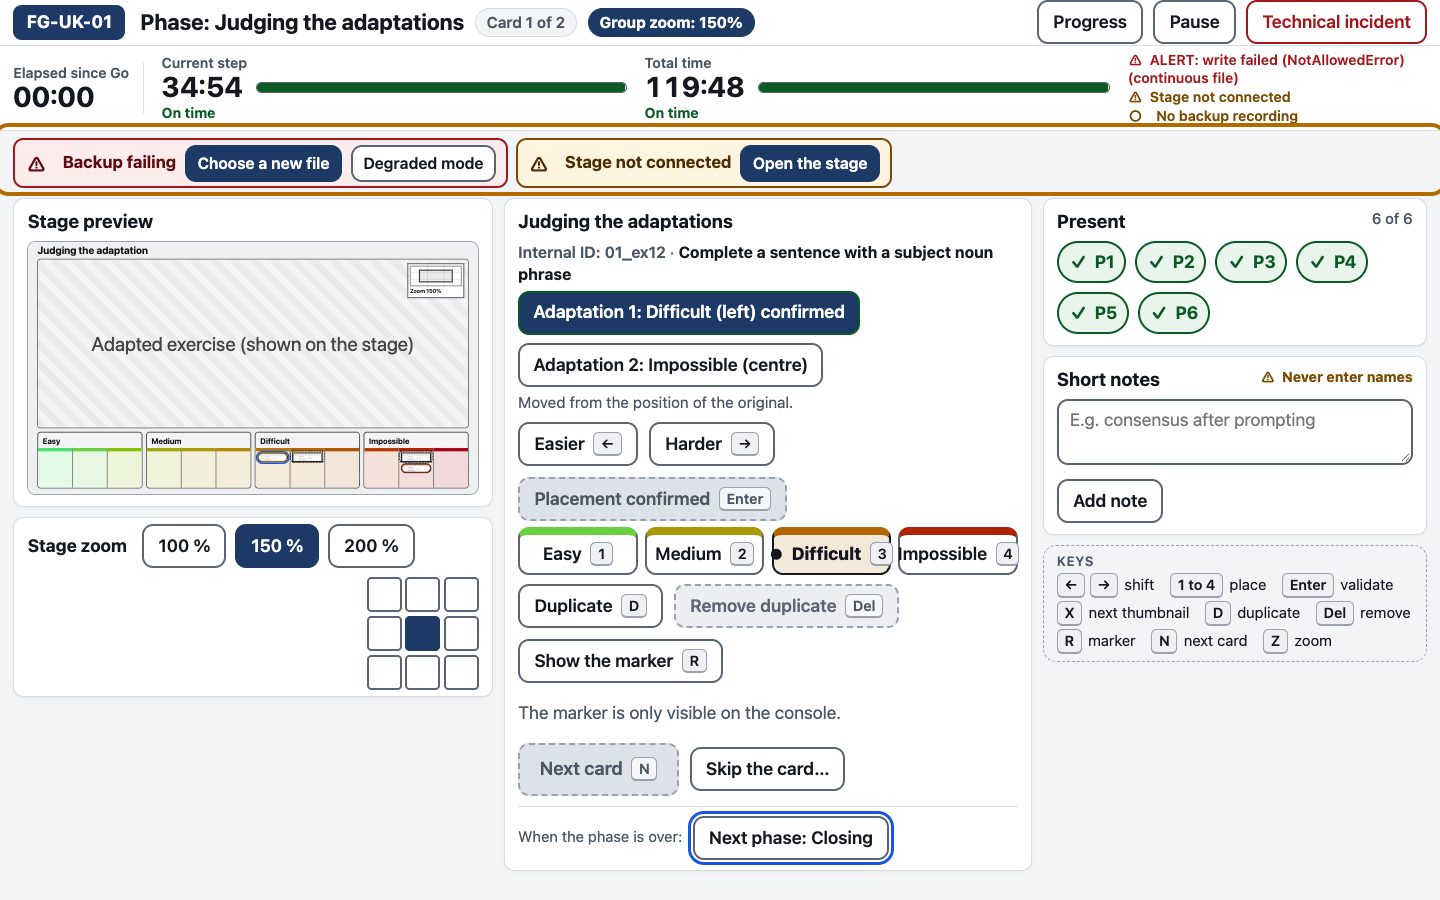 FG-UK-01
Phase: Judging the adaptations
Card 1 of 2
Group zoom: 150%
Progress
Pause
Technical incident
Elapsed since Go
00:00
Current step
34:54
On time
Total time
119:48
On time
ALERT: write failed (NotAllowedError)
(continuous file)
Stage not connected
No backup recording
Backup failing
Choose a new file
Degraded mode
Stage not connected
Open the stage
Stage preview
Judging the adaptation
Zoom 150%
Adapted exercise (shown on the stage)
Easy
Medium
Difficult
Impossible
Stage zoom
100 %
150 %
200 %
Judging the adaptations
Internal ID: 01_ex12 · Complete a sentence with a subject noun
phrase
Adaptation 1: Difficult (left) confirmed
Adaptation 2: Impossible (centre)
Moved from the position of the original.
Easier ←
Harder →
Placement confirmed Enter
Easy 1
Medium 2
Difficult 3
Impossible 4
Duplicate D
Remove duplicate Del
Show the marker R
The marker is only visible on the console.
Next card N
Skip the card...
When the phase is over:
Next phase: Closing
Present
6 of 6
✓ P1
✓ P2
✓ P3
✓ P4
✓ P5
✓ P6
Short notes
Never enter names
E.g. consensus after prompting
Add note
KEYS
← → shift 1 to 4 place Enter validate
X next thumbnail D duplicate Del remove
R marker N next card Z zoom